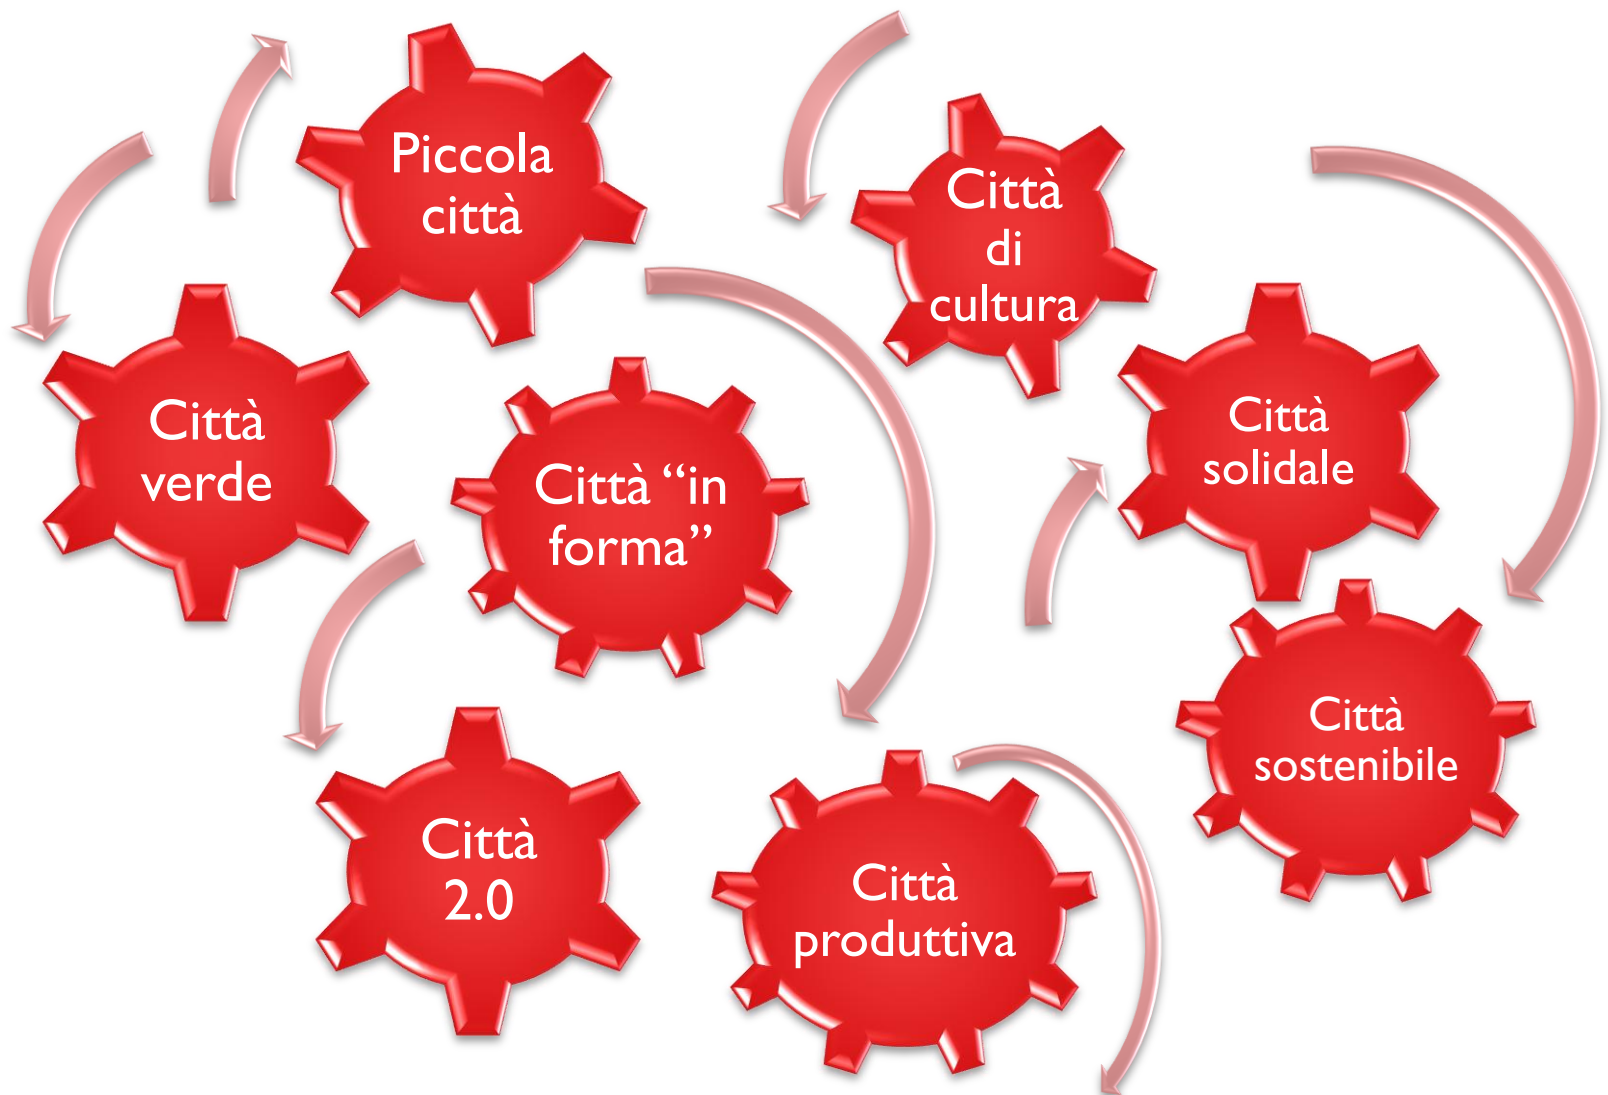 Piccola
città
Città
di
cultura
Città
verde
Città “in
forma”
Città
solidale
Città
sostenibile
Città
2.0
Città
produttiva